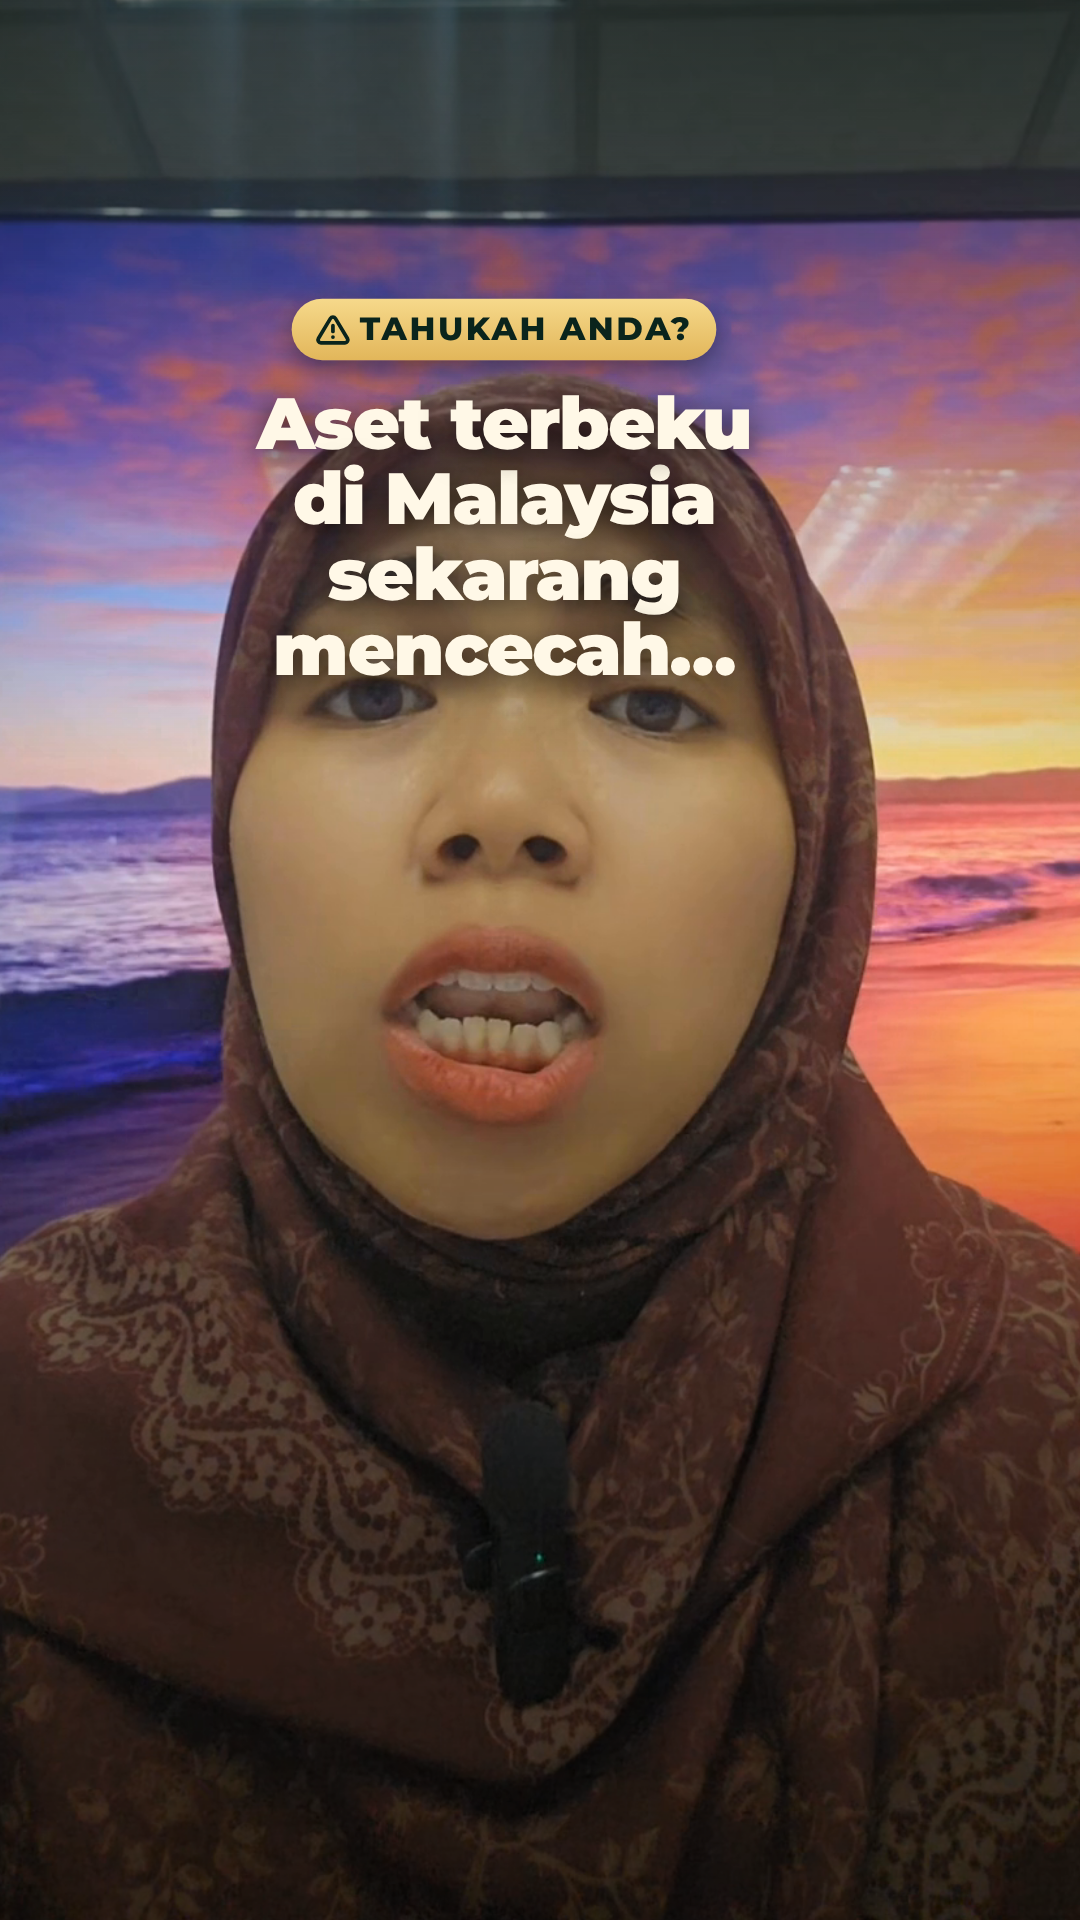 TAHUKAH ANDA?
Aset terbeku
di Malaysia
sekarang
mencecah...